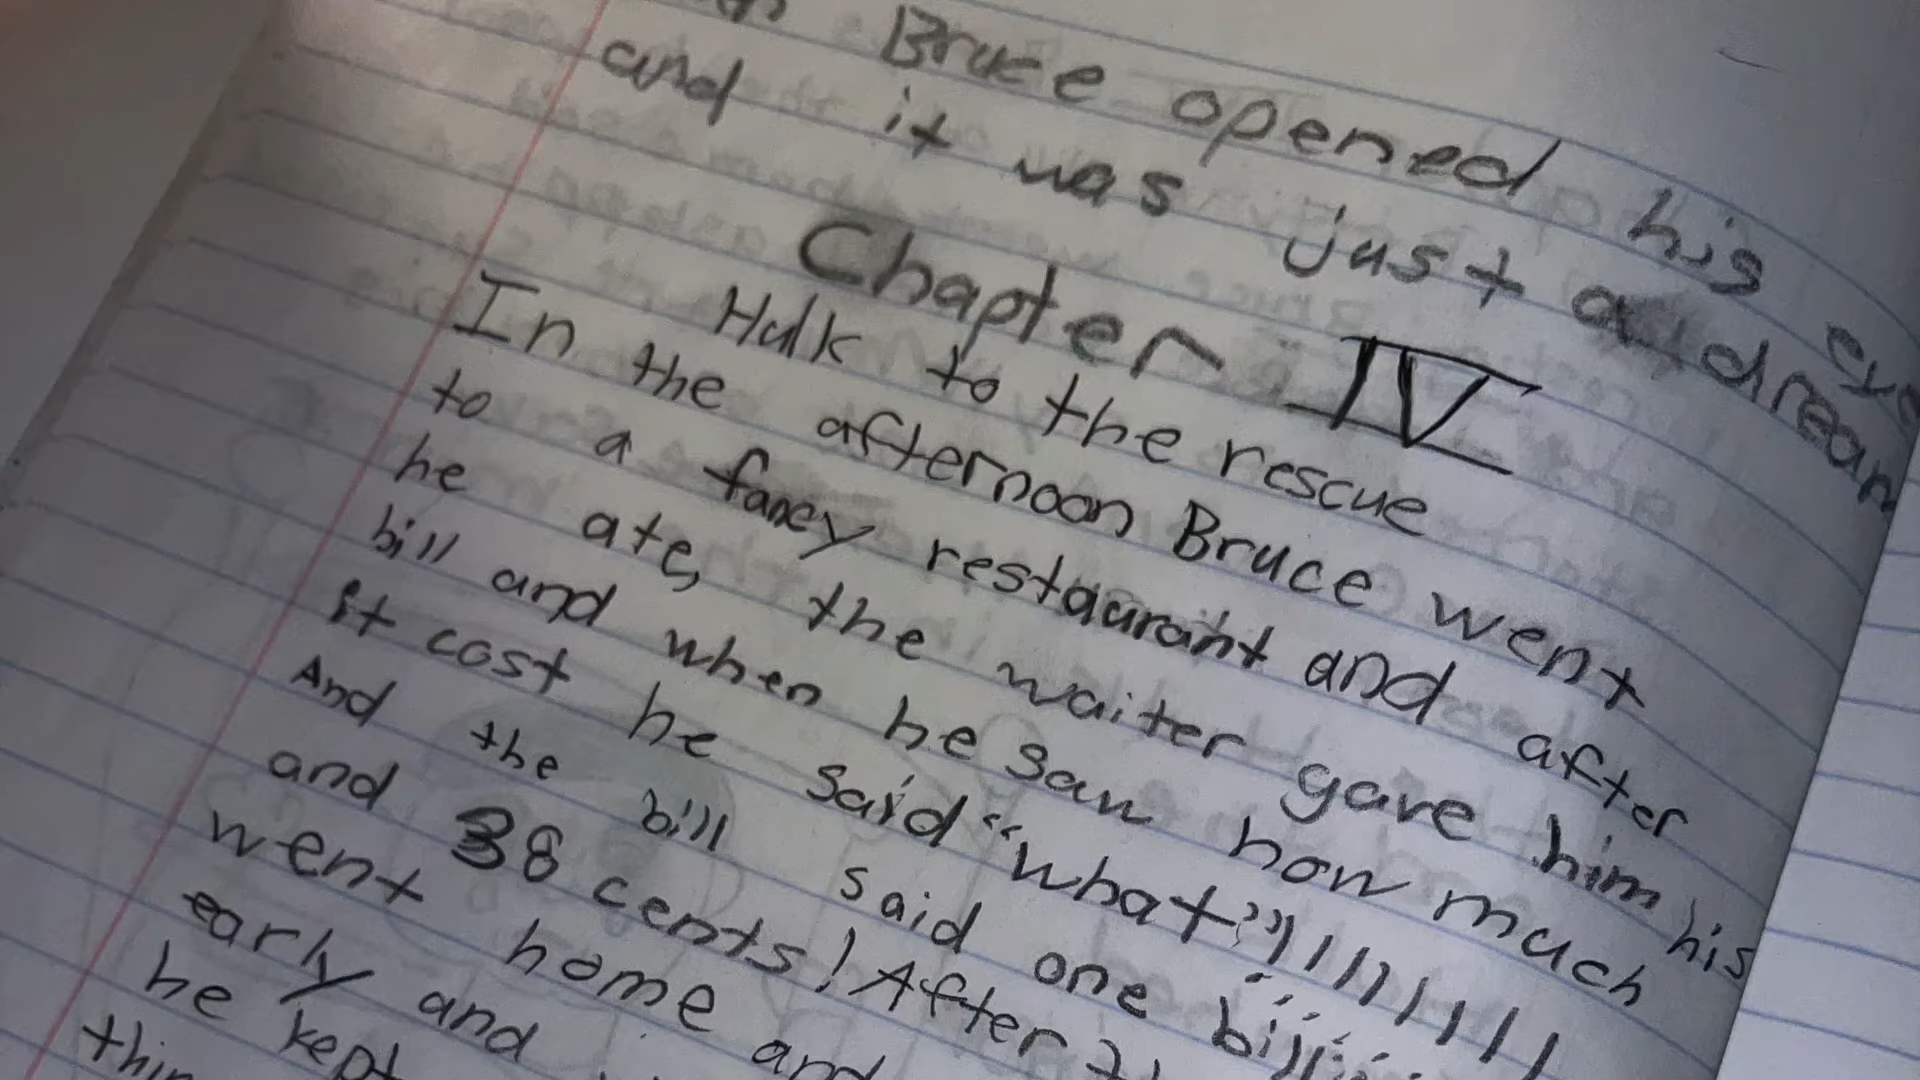 Bruce opened his
and it was just a drean
Chapter IV
Hulk to the rescue
In the afternoon Bruce went
to a fancy restaurant and after
he ate, the waiter gave him his
bill and when he saw how much
it cost he said "what"!!!!!!!!!
And the bill said one
and 38 cents! After
went home and
early and
he kept